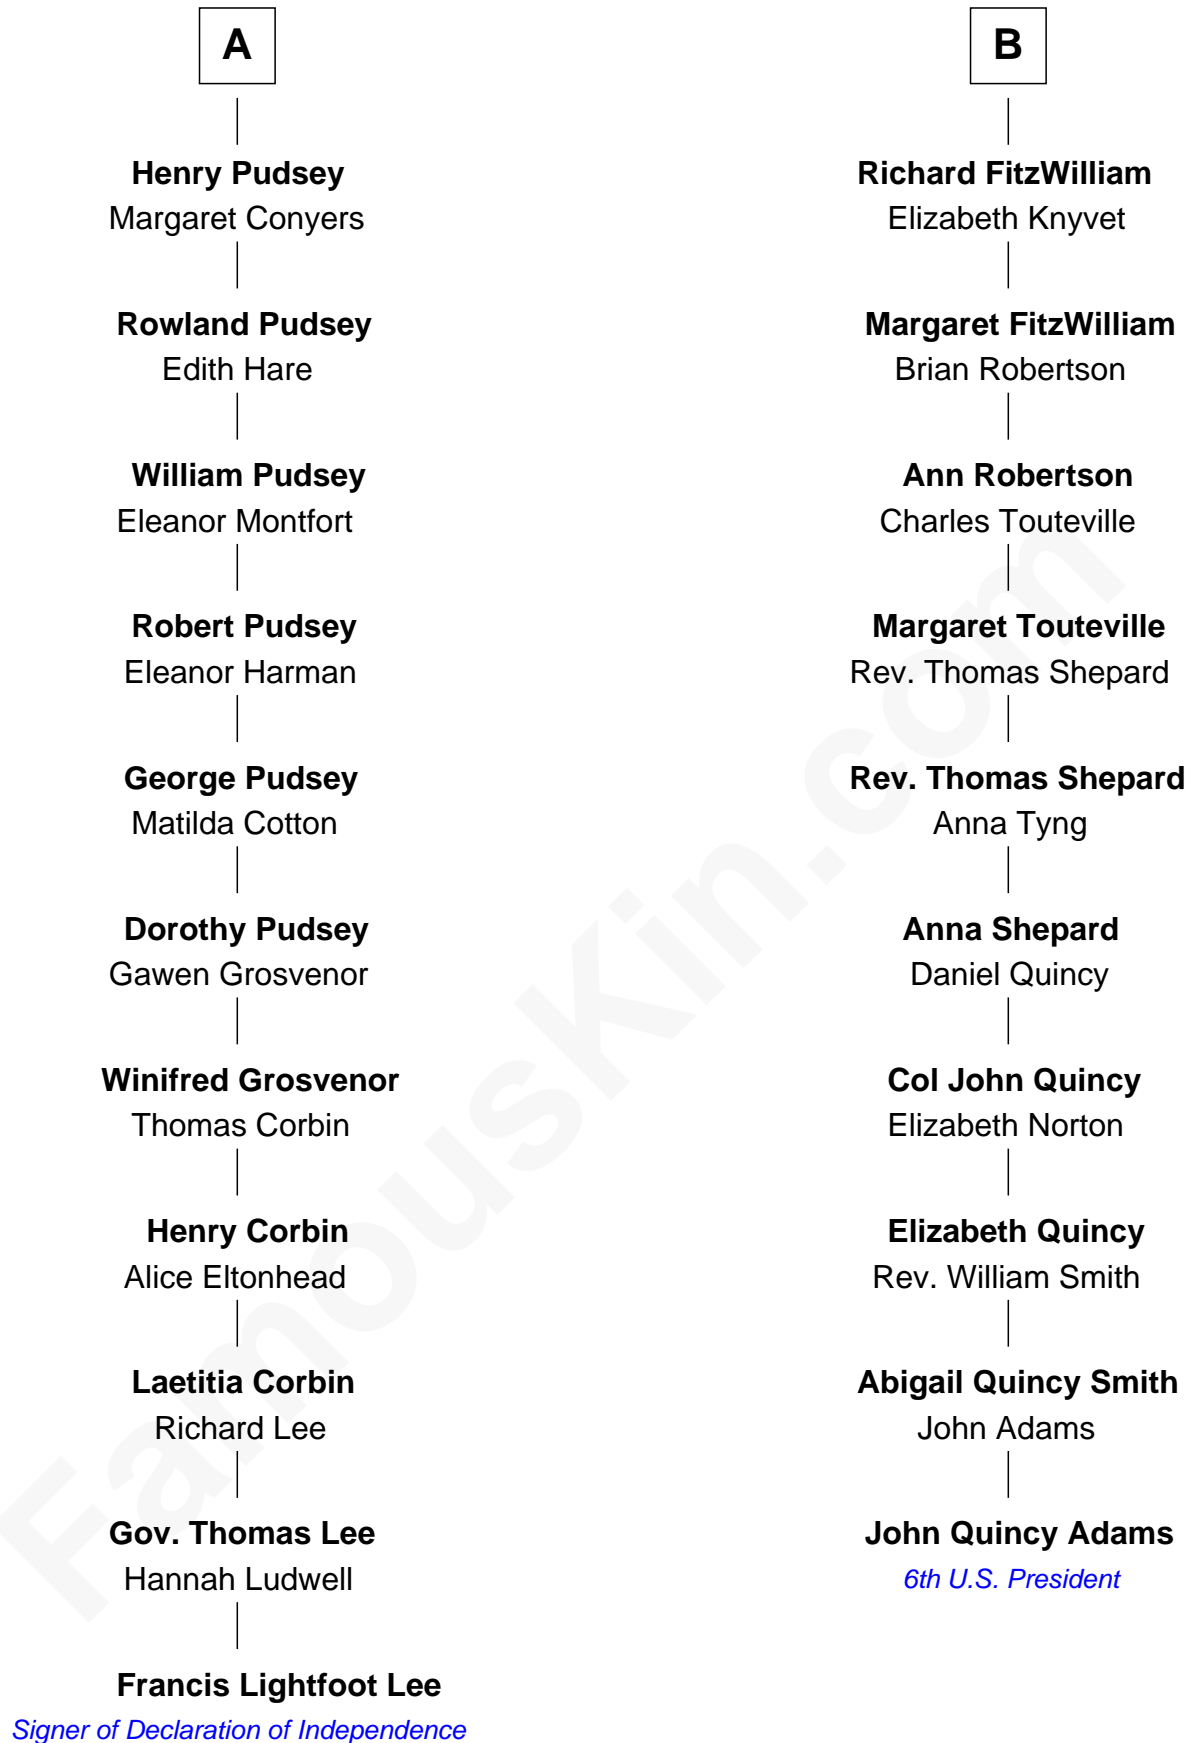 A
Henry Pudsey
Margaret Conyers
Rowland Pudsey
Edith Hare
William Pudsey
Eleanor Montfort
Robert Pudsey
Eleanor Harman
George Pudsey
Matilda Cotton
Dorothy Pudsey
Gawen Grosvenor
Winifred Grosvenor
Thomas Corbin
Henry Corbin
Alice Eltonhead
Laetitia Corbin
Richard Lee
Gov. Thomas Lee
Hannah Ludwell
Francis Lightfoot Lee
Signer of Declaration of Independence
B
Richard FitzWilliam
Elizabeth Knyvet
Margaret FitzWilliam
Brian Robertson
Ann Robertson
Charles Touteville
Margaret Touteville
Rev. Thomas Shepard
Rev. Thomas Shepard
Anna Tyng
Anna Shepard
Daniel Quincy
Col John Quincy
Elizabeth Norton
Elizabeth Quincy
Rev. William Smith
Abigail Quincy Smith
John Adams
John Quincy Adams
6th U.S. President
FamousKin.com